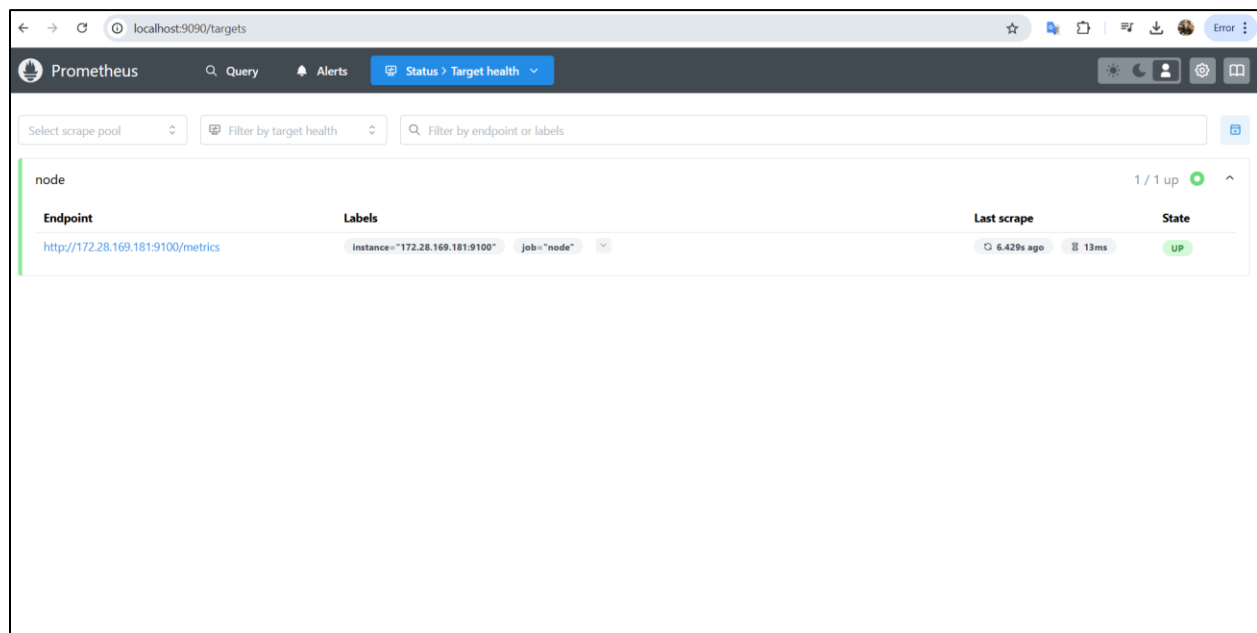 localhost:9090/targets
Error
Prometheus Query Alerts Status > Target health
Select scrape pool Filter by target health Filter by endpoint or labels
node 1 / 1 up
Endpoint Labels Last scrape State
http://172.28.169.181:9100/metrics instance="172.28.169.181:9100" job="node" 6.429s ago 13ms UP